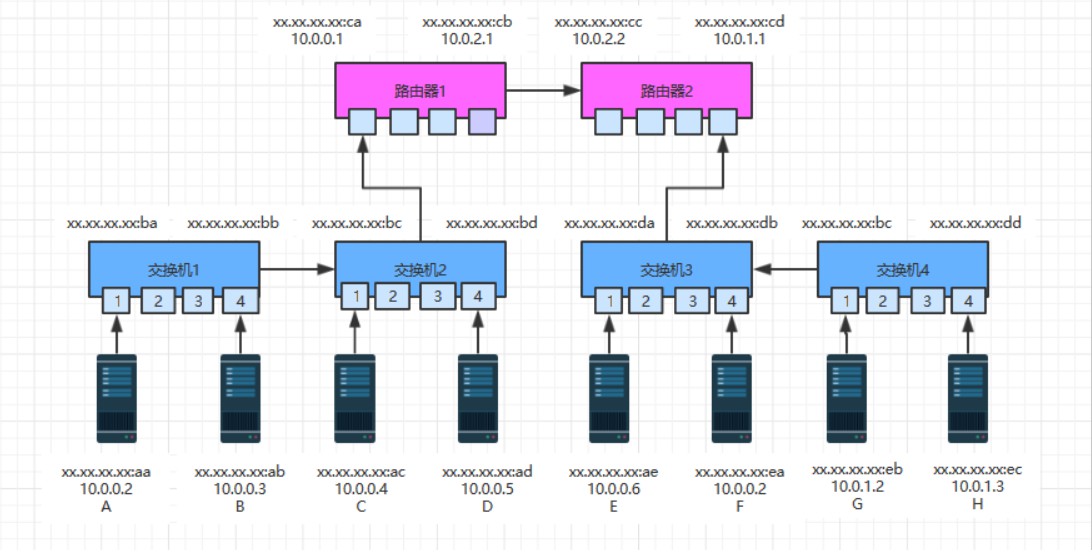 xx.xx.xx.xx:ca xx.xx.xx.xx:cb xx.xx.xx.xx:cc xx.xx.xx.xx:cd
10.0.0.1 10.0.2.1 10.0.2.2 10.0.1.1
路由器1 路由器2
xx.xx.xx.xx:ba xx.xx.xx.xx:bb xx.xx.xx.xx:bc xx.xx.xx.xx:bd xx.xx.xx.xx:da xx.xx.xx.xx:db xx.xx.xx.xx:bc xx.xx.xx.xx:dd
交换机1 交换机2 交换机3 交换机4
1 2 3 4 1 2 3 4 1 2 3 4 1 2 3 4
xx.xx.xx.xx:aa xx.xx.xx.xx:ab xx.xx.xx.xx:ac xx.xx.xx.xx:ad xx.xx.xx.xx:ae xx.xx.xx.xx:ea xx.xx.xx.xx:eb xx.xx.xx.xx:ec
10.0.0.2 10.0.0.3 10.0.0.4 10.0.0.5 10.0.0.6 10.0.0.2 10.0.1.2 10.0.1.3
A B C D E F G H